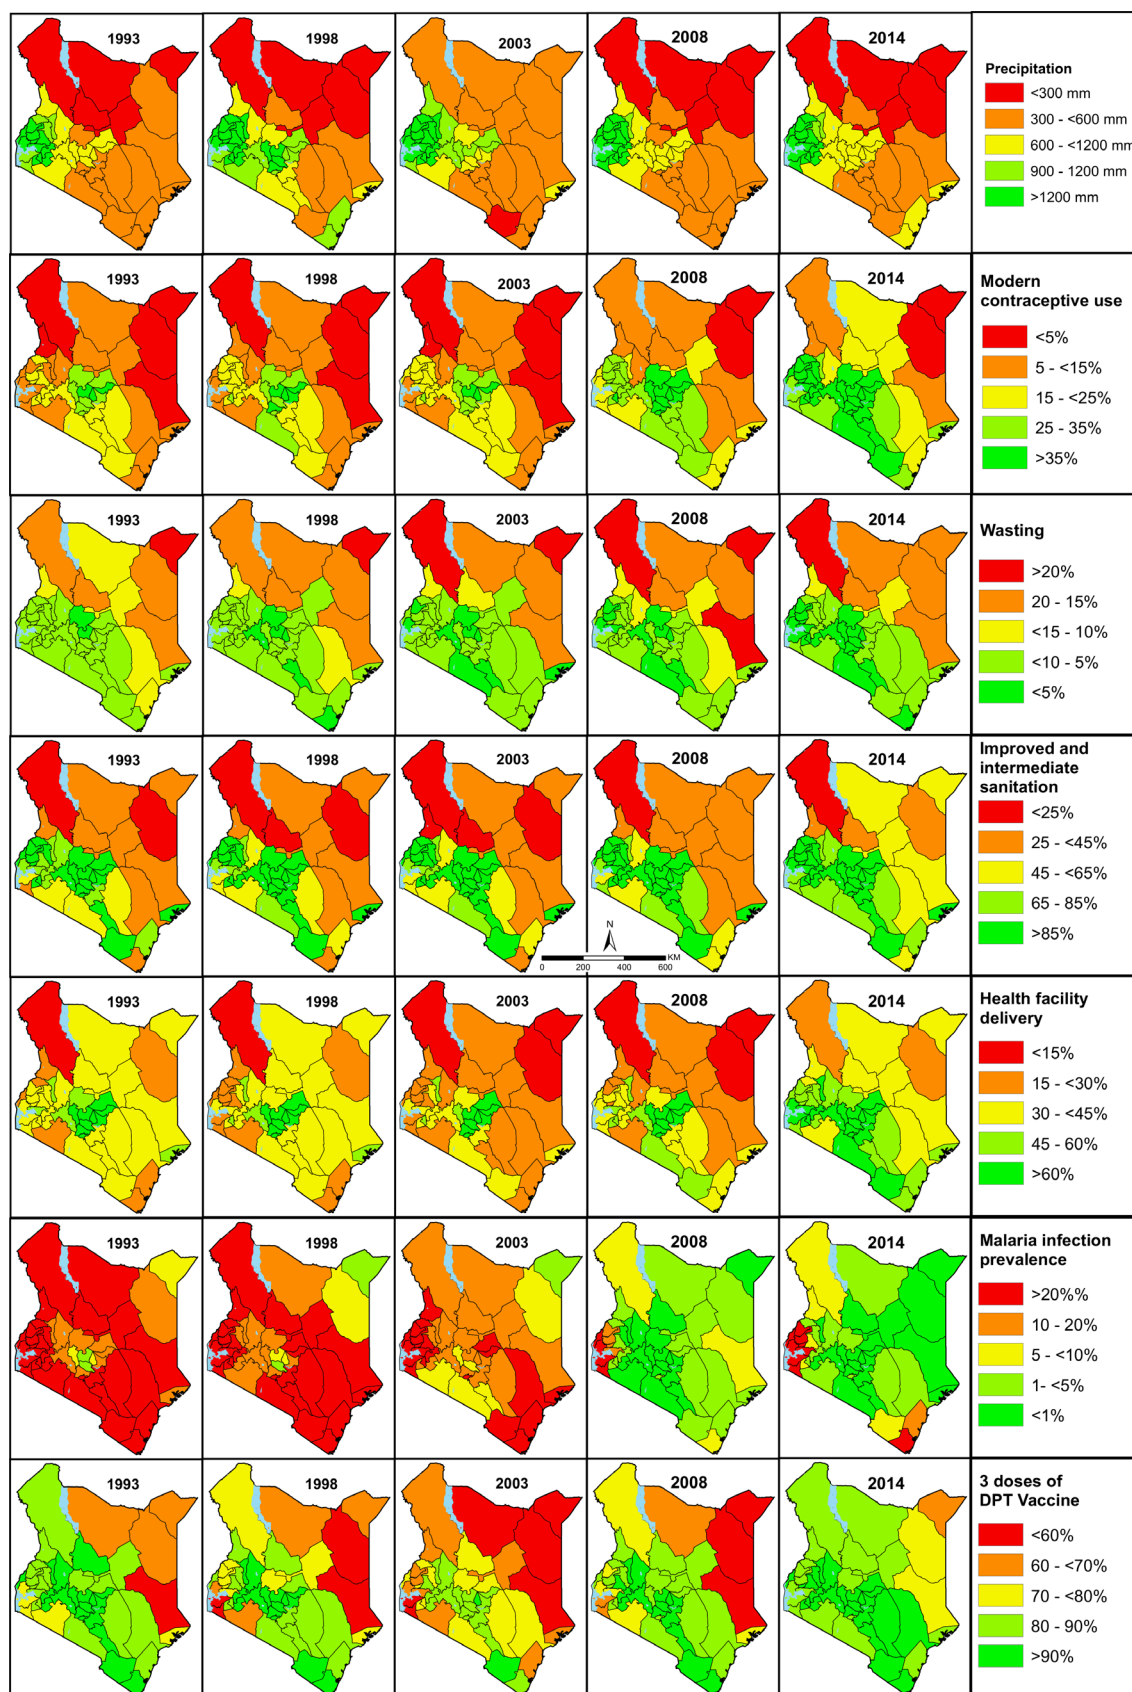 1993
1998
2003
2008
2014
Precipitation
<300 mm
300 - <600 mm
600 - <1200 mm
900 - 1200 mm
>1200 mm
1993
1998
2003
2008
2014
Modern
contraceptive use
<5%
5 - <15%
15 - <25%
25 - 35%
>35%
1993
1998
2003
2008
2014
Wasting
>20%
20 - 15%
<15 - 10%
<10 - 5%
<5%
1993
1998
2003
2008
2014
Improved and
intermediate
sanitation
<25%
25 - <45%
45 - <65%
65 - 85%
>85%
N
KM
0 200 400 600
1993
1998
2003
2008
2014
Health facility
delivery
<15%
15 - <30%
30 - <45%
45 - 60%
>60%
1993
1998
2003
2008
2014
Malaria infection
prevalence
>20%%
10 - 20%
5 - <10%
1- <5%
<1%
1993
1998
2003
2008
2014
3 doses of
DPT Vaccine
<60%
60 - <70%
70 - <80%
80 - 90%
>90%